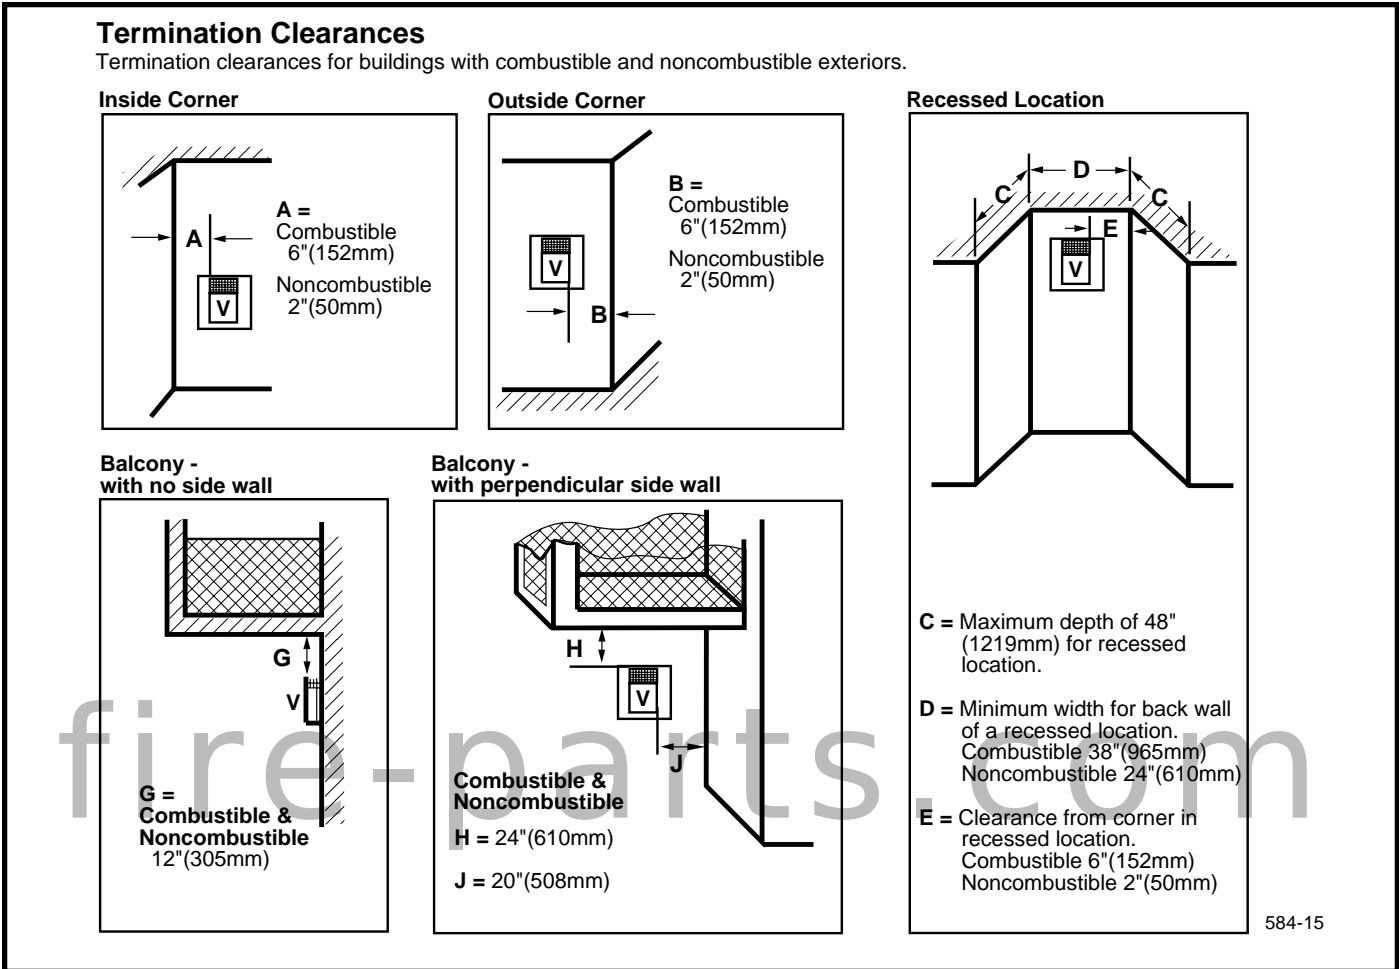 Termination Clearances
Termination clearances for buildings with combustible and noncombustible exteriors.
Inside Corner
A
V
A =
Combustible
6"(152mm)
Noncombustible
2"(50mm)
Outside Corner
V
B
B =
Combustible
6"(152mm)
Noncombustible
2"(50mm)
Recessed Location
D
C
C
E
V
C = Maximum depth of 48"
(1219mm) for recessed
location.
D = Minimum width for back wall
of a recessed location.
Combustible 38"(965mm)
Noncombustible 24"(610mm)
E = Clearance from corner in
recessed location.
Combustible 6"(152mm)
Noncombustible 2"(50mm)
Balcony -
with no side wall
G
V
G =
Combustible &
Noncombustible
12"(305mm)
Balcony -
with perpendicular side wall
H
V
J
Combustible &
Noncombustible
H = 24"(610mm)
J = 20"(508mm)
584-15
fire-parts.com